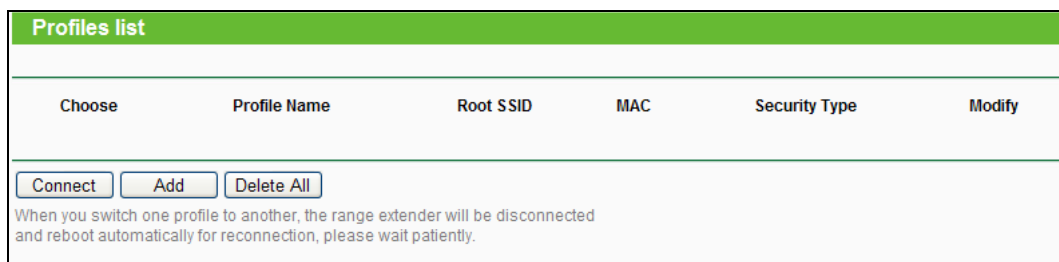 Profiles list
Choose Profile Name Root SSID MAC Security Type Modify
Connect Add Delete All
When you switch one profile to another, the range extender will be disconnected
and reboot automatically for reconnection, please wait patiently.